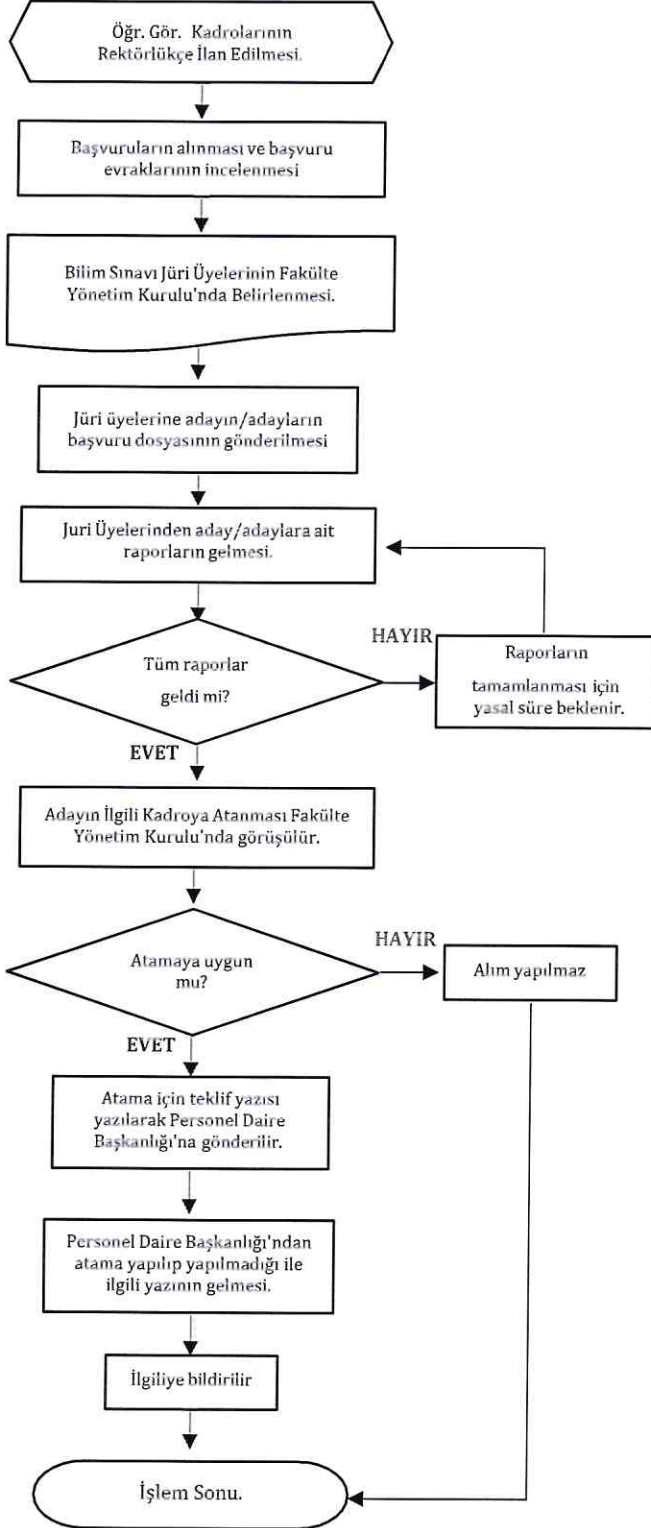 Öğr. Gör. Kadrolarının
Rektörlükçe İlan Edilmesi.
Başvuruların alınması ve başvuru
evraklarının incelenmesi
Bilim Sınavı Jüri Üyelerinin Fakülte
Yönetim Kurulu'nda Belirlenmesi.
Jüri üyelerine adayın/adayların
başvuru dosyasının gönderilmesi
Juri Üyelerinden aday/adaylara ait
raporların gelmesi.
HAYIR
Tüm raporlar
geldi mi?
Raporların
tamamlanması için
yasal süre beklenir.
EVET
Adayın İlgili Kadroya Atanması Fakülte
Yönetim Kurulu'nda görüşülür.
HAYIR
Atamaya uygun
mu?
Alım yapılmaz
EVET
Atama için teklif yazısı
yazılarak Personel Daire
Başkanlığı'na gönderilir.
Personel Daire Başkanlığı'ndan
atama yapılıp yapılmadığı ile
ilgili yazının gelmesi.
İlgiliye bildirilir
İşlem Sonu.